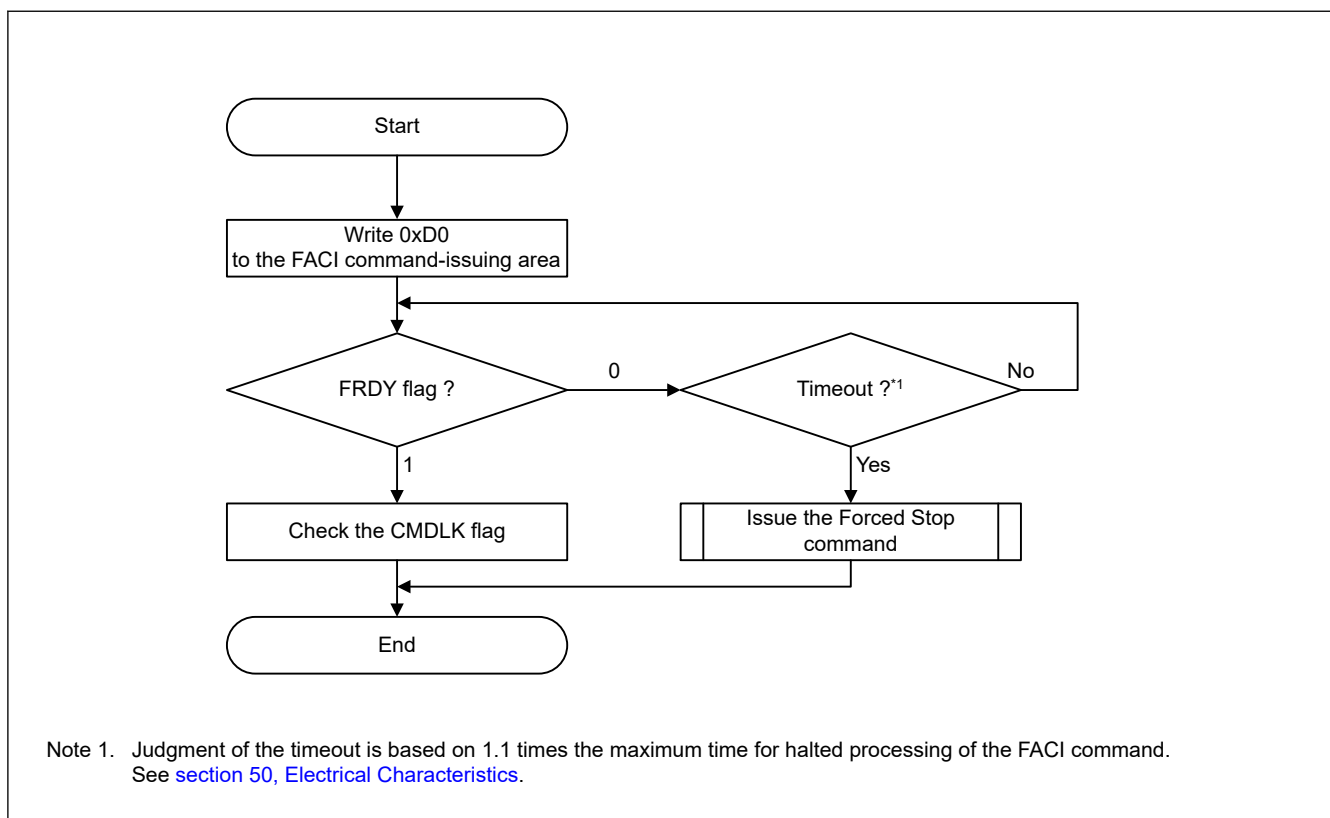 Start
Write 0xD0
to the FACI command-issuing area
FRDY flag ?
0
Timeout ?*1
No
1
Yes
Check the CMDLK flag
Issue the Forced Stop
command
End
Note 1. Judgment of the timeout is based on 1.1 times the maximum time for halted processing of the FACI command.
See section 50, Electrical Characteristics.